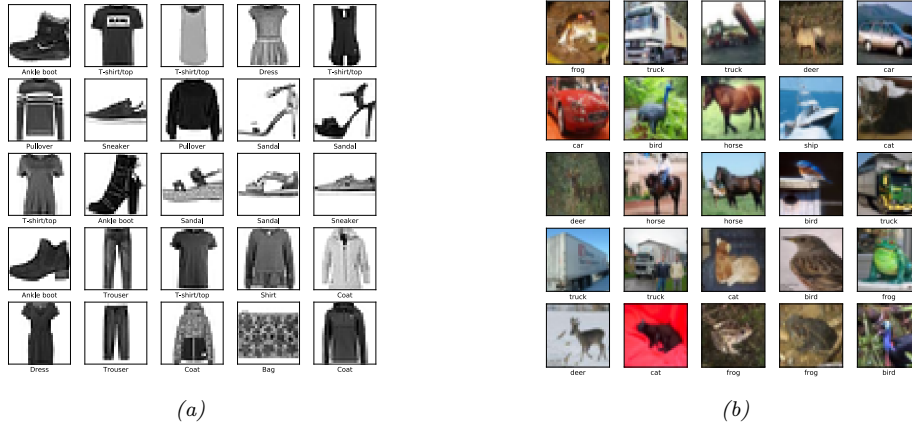 Ankle boot T-shirt/top T-shirt/top Dress T-shirt/top
Pullover Sneaker Pullover Sandal Sandal
T-shirt/top Ankle boot Sandal Sandal Sneaker
Ankle boot Trouser T-shirt/top Shirt Coat
Dress Trouser Coat Bag Coat
(a)
frog truck truck deer car
car bird horse ship cat
deer horse horse bird truck
truck truck cat bird frog
deer cat frog frog bird
(b)